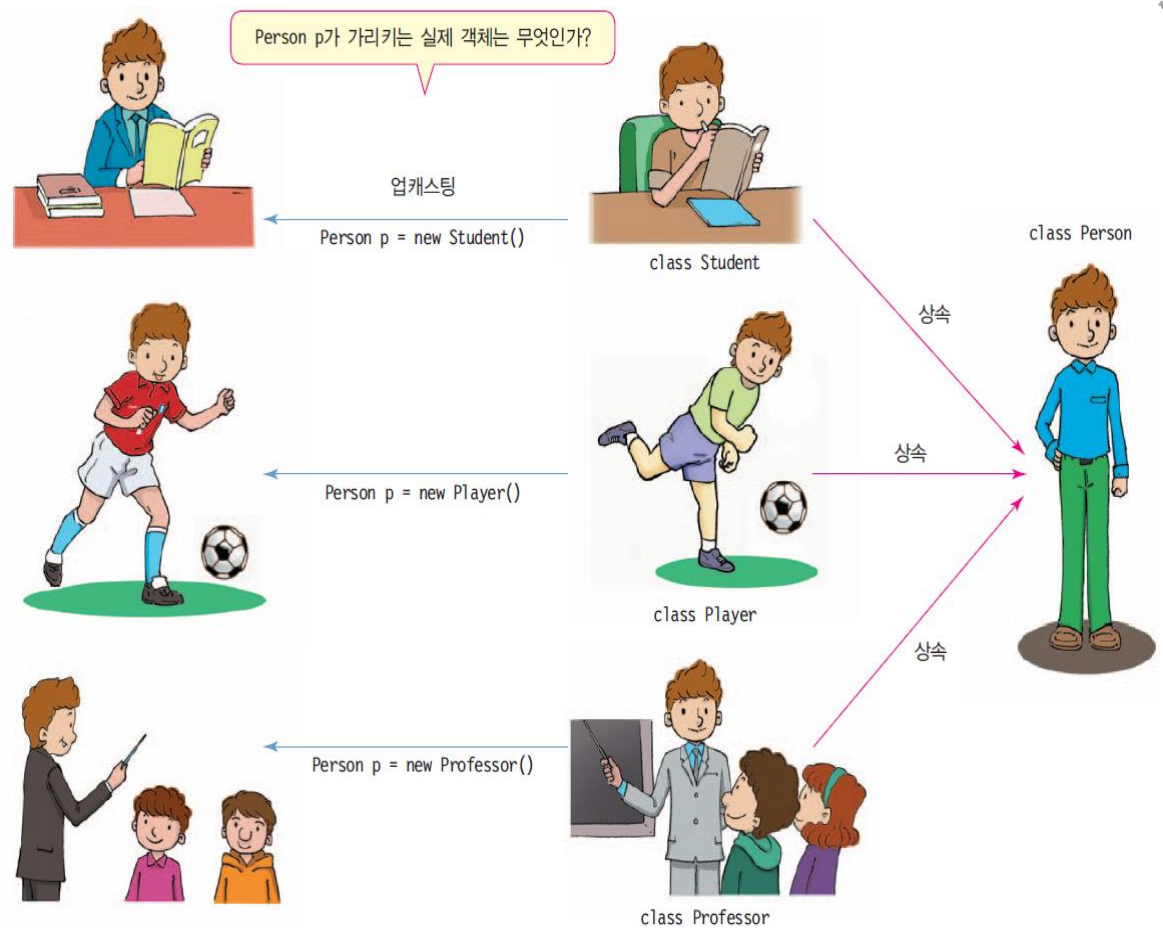 Person p가 가리키는 실제 객체는 무엇인가?
업캐스팅
Person p = new Student()
class Student
class Person
상속
상속
Person p = new Player()
class Player
상속
Person p = new Professor()
class Professor